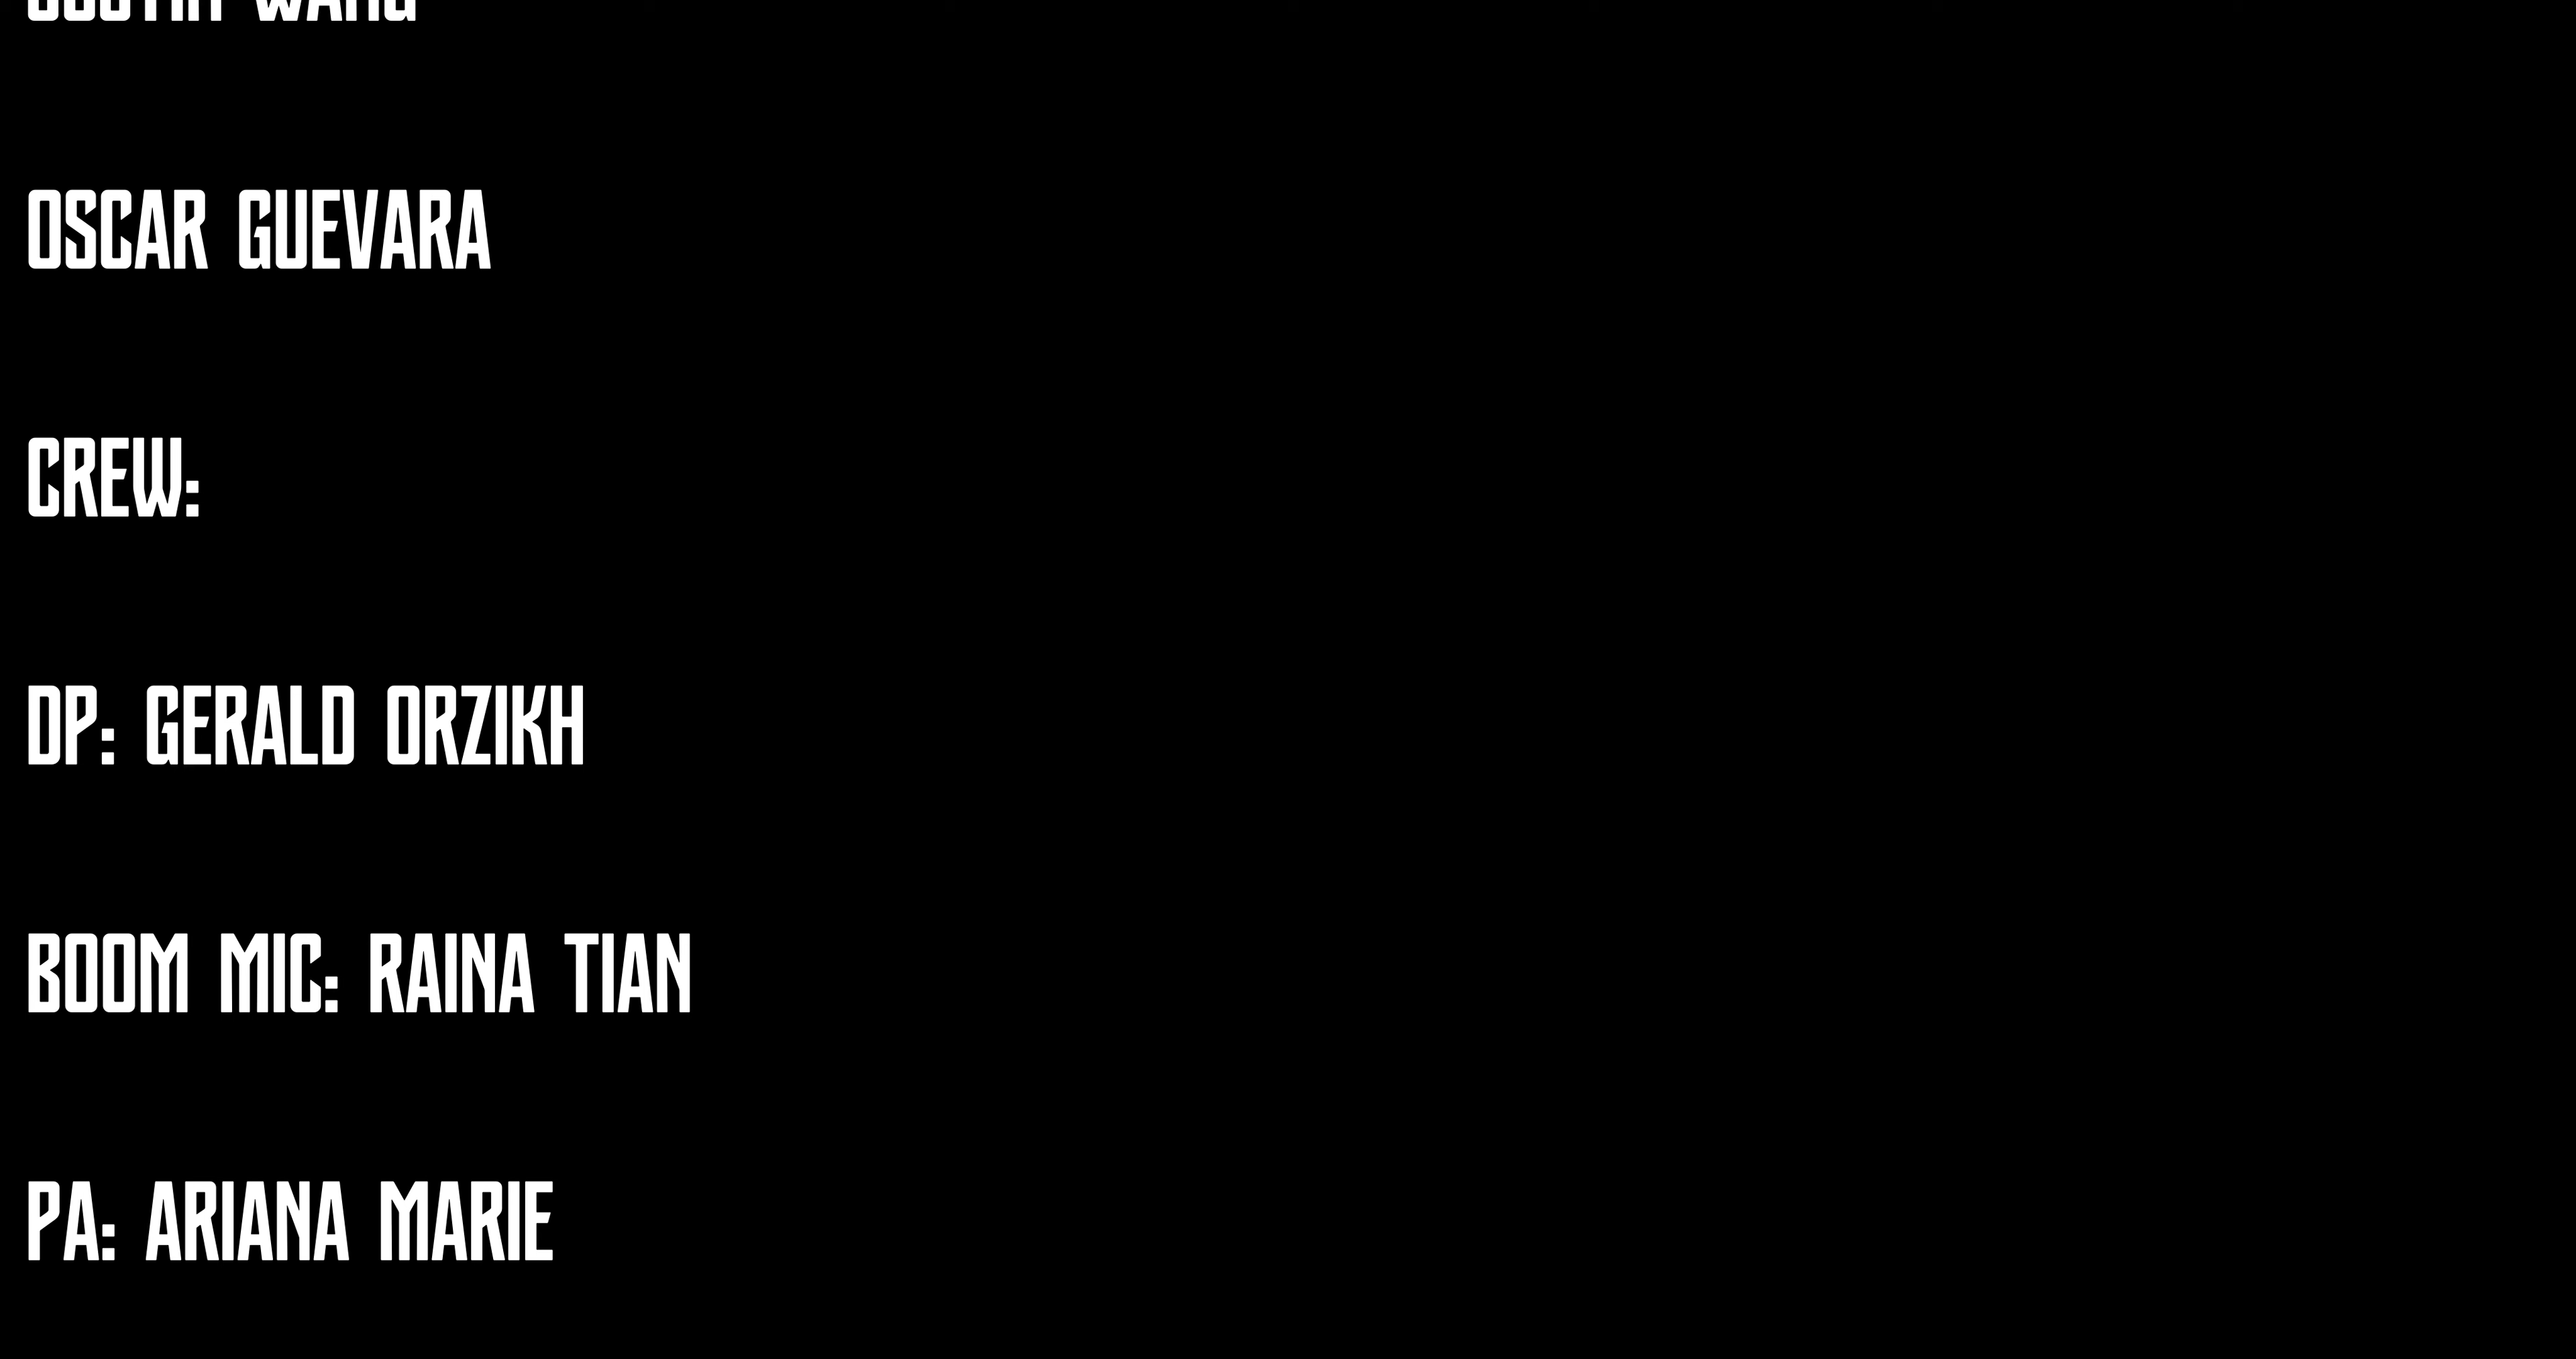 OSCAR GUEVARA
CREW:
DP: GERALD ORZIKH
BOOM MIC: RAINA TIAN
PA: ARIANA MARIE